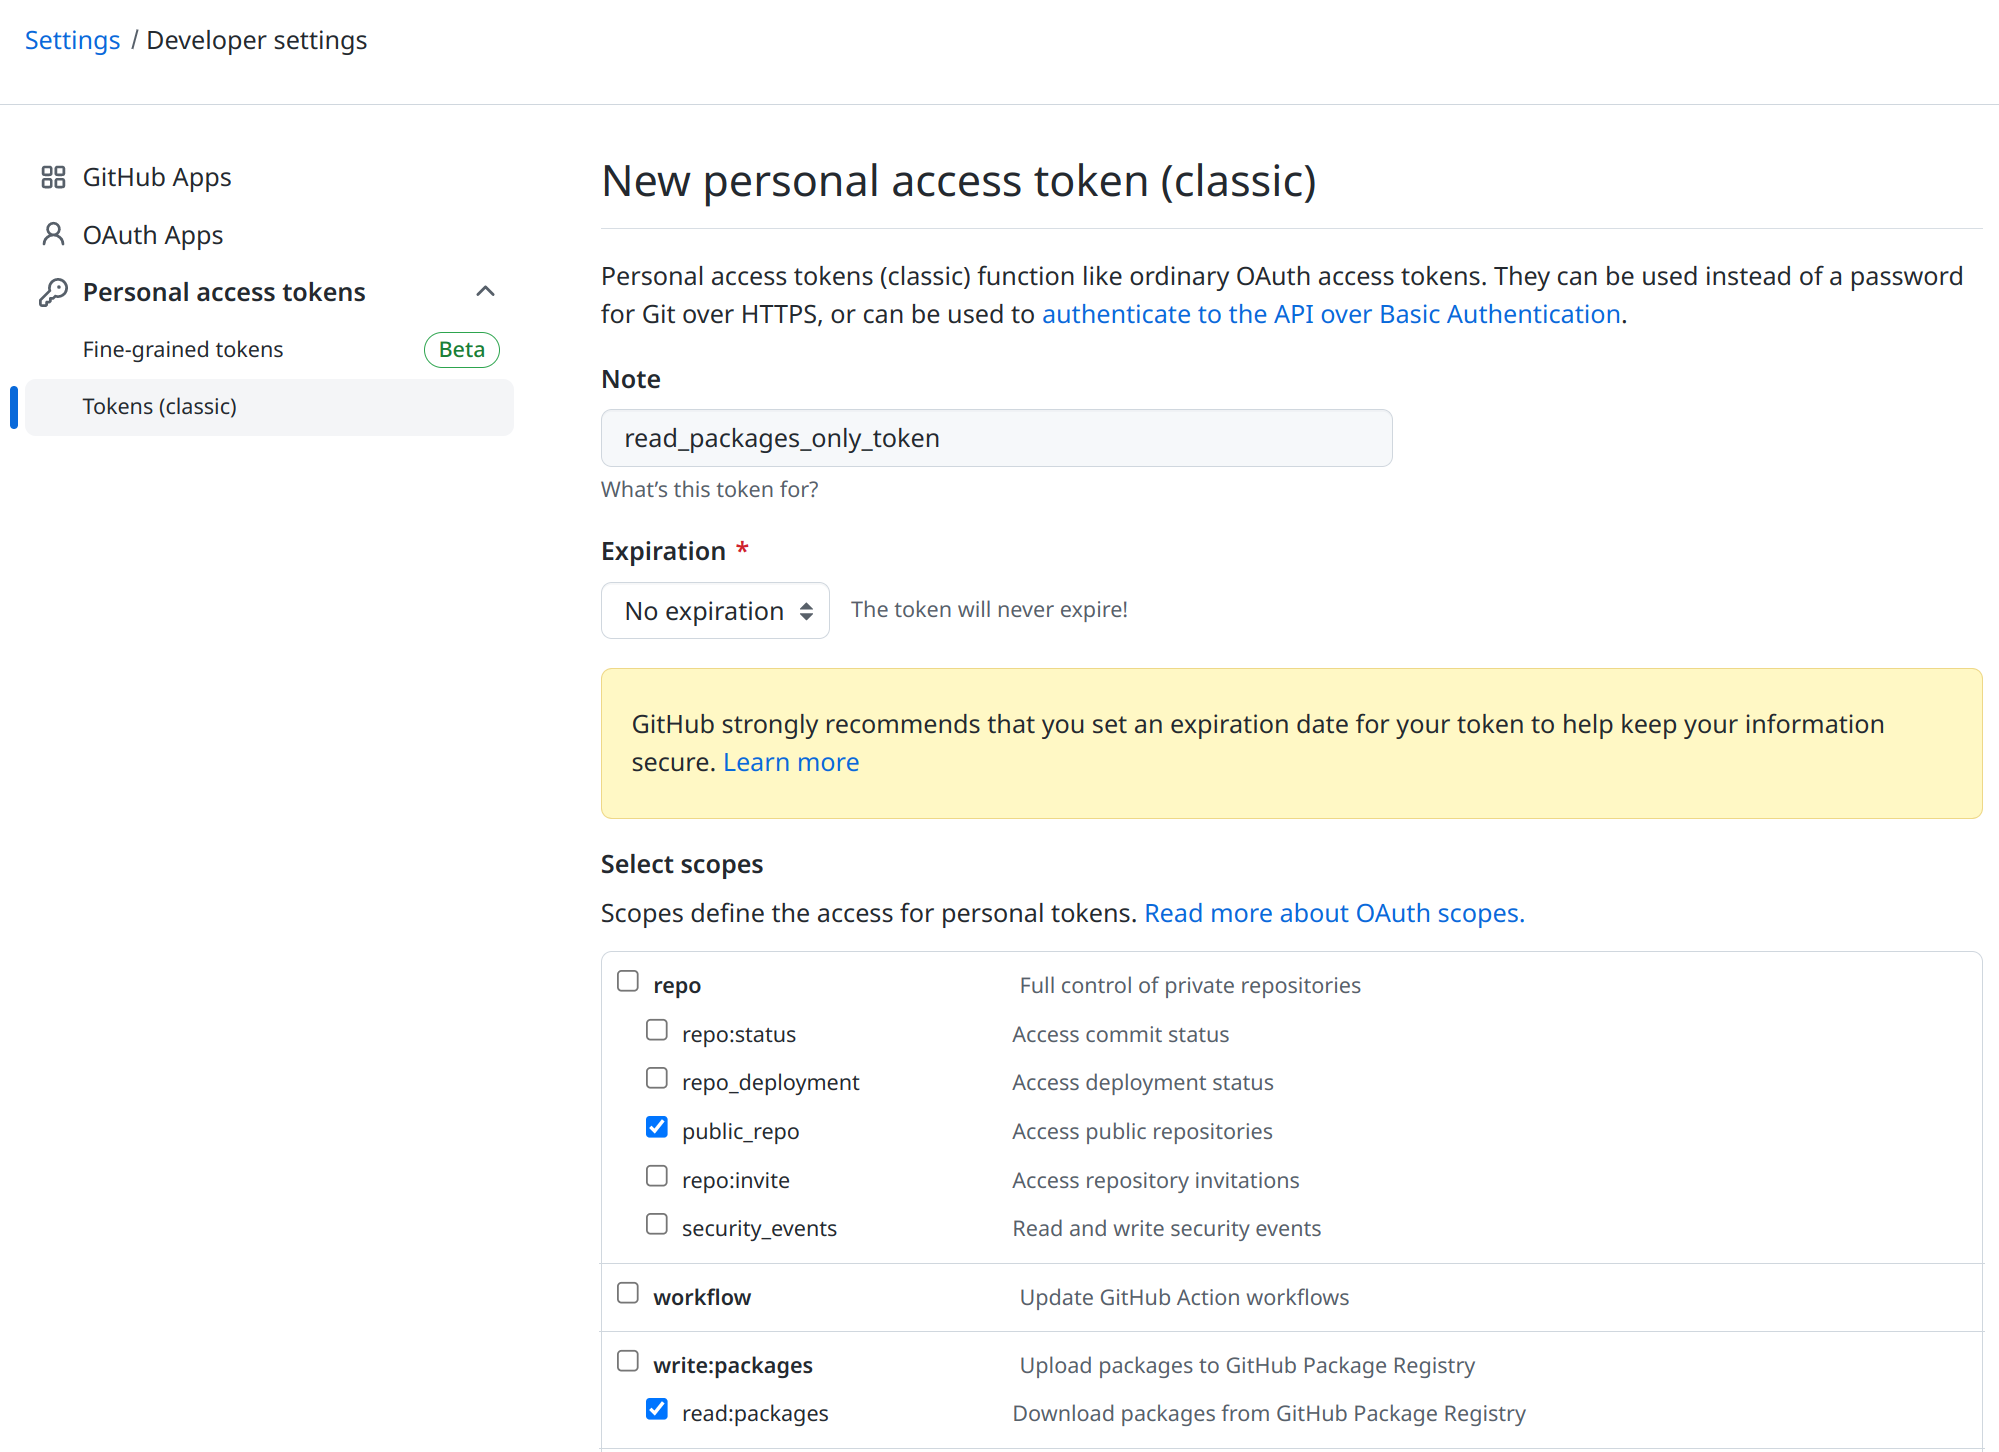 Settings / Developer settings
GitHub Apps
OAuth Apps
Personal access tokens
Fine-grained tokens Beta
Tokens (classic)
New personal access token (classic)
Personal access tokens (classic) function like ordinary OAuth access tokens. They can be used instead of a password
for Git over HTTPS, or can be used to authenticate to the API over Basic Authentication.
Note
read_packages_only_token
What’s this token for?
Expiration *
No expiration The token will never expire!
GitHub strongly recommends that you set an expiration date for your token to help keep your information
secure. Learn more
Select scopes
Scopes define the access for personal tokens. Read more about OAuth scopes.
repo Full control of private repositories
repo:status Access commit status
repo_deployment Access deployment status
public_repo Access public repositories
repo:invite Access repository invitations
security_events Read and write security events
workflow Update GitHub Action workflows
write:packages Upload packages to GitHub Package Registry
read:packages Download packages from GitHub Package Registry